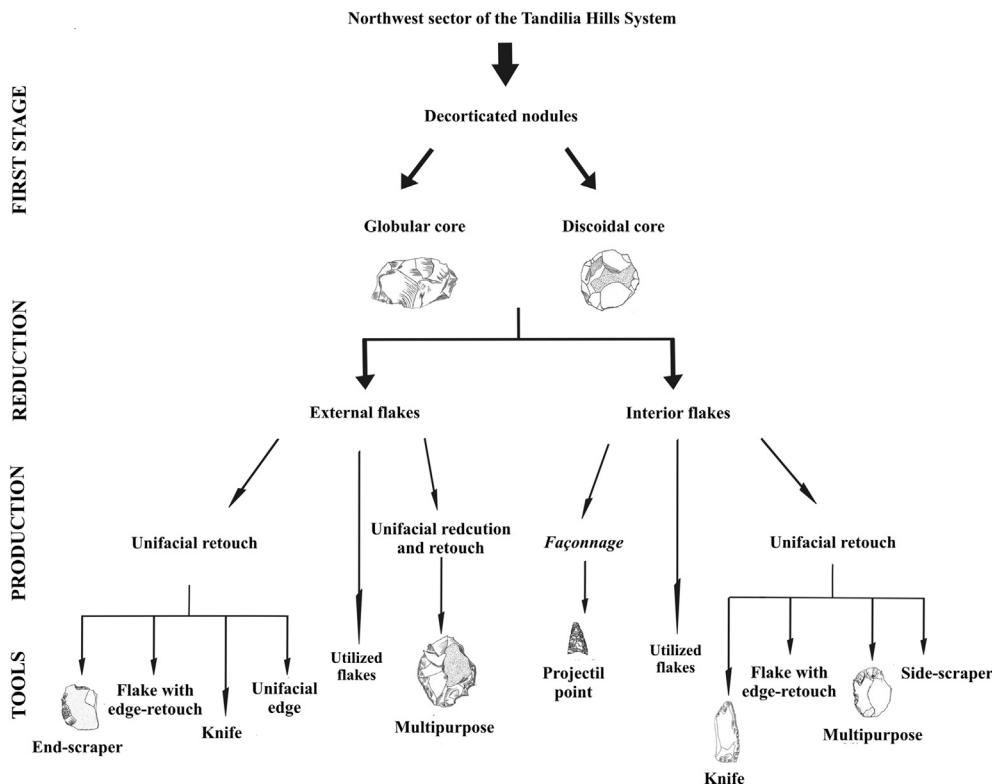 Northwest sector of the Tandilia Hills System
FIRST STAGE
Decorticated nodules
Globular core
Discoidal core
REDUCTION
External flakes
Interior flakes
PRODUCTION
Unifacial retouch
Unifacial redcution
and retouch
Façonnage
Unifacial retouch
TOOLS
End-scraper
Flake with
edge-retouch
Knife
Unifacial
edge
Utilized
flakes
Multipurpose
Projectil
point
Utilized
flakes
Knife
Flake with
edge-retouch
Multipurpose
Side-scraper